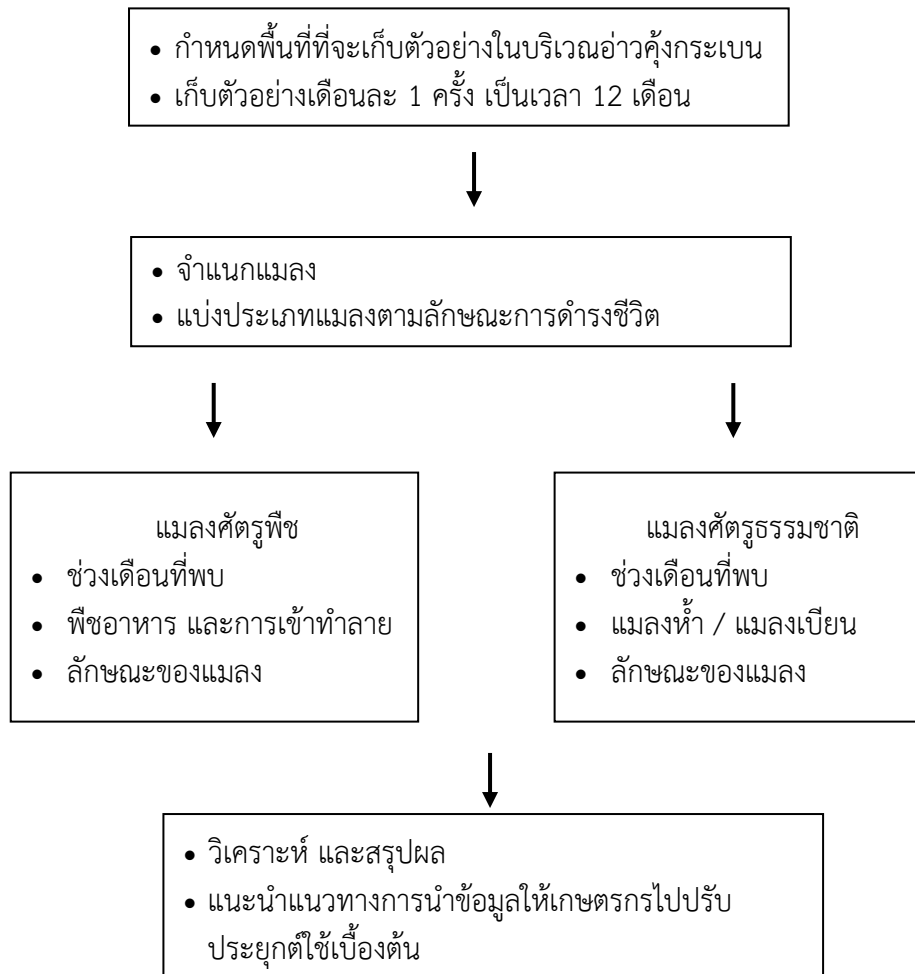 • กำหนดพื้นที่ที่จะเก็บตัวอย่างในบริเวณอ่าวคุ้งกระเบน
• เก็บตัวอย่างเดือนละ 1 ครั้ง เป็นเวลา 12 เดือน
• จำแนกแมลง
• แบ่งประเภทแมลงตามลักษณะการดำรงชีวิต
แมลงศัตรูพืช
• ช่วงเดือนที่พบ
• พืชอาหาร และการเข้าทำลาย
• ลักษณะของแมลง
แมลงศัตรูธรรมชาติ
• ช่วงเดือนที่พบ
• แมลงห้ำ / แมลงเบียน
• ลักษณะของแมลง
• วิเคราะห์ และสรุปผล
• แนะนำแนวทางการนำข้อมูลให้เกษตรกรไปปรับ
ประยุกต์ใช้เบื้องต้น